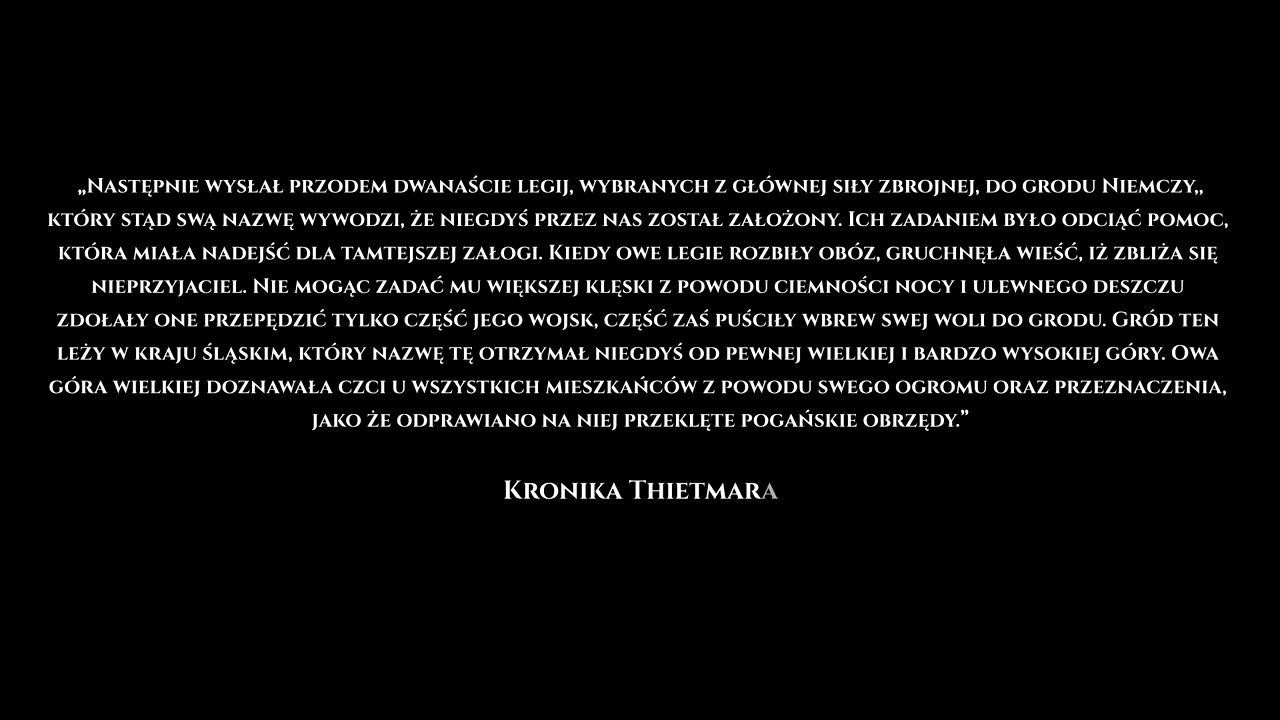 „Następnie wysłał przodem dwanaście legij, wybranych z głównej siły zbrojnej, do grodu Niemczy,,
który stąd swą nazwę wywodzi, że niegdyś przez nas został założony. Ich zadaniem było odciąć pomoc,
która miała nadejść dla tamtejszej załogi. Kiedy owe legie rozbiły obóz, gruchnęła wieść, iż zbliża się
nieprzyjaciel. Nie mogąc zadać mu większej klęski z powodu ciemności nocy i ulewnego deszczu
zdołały one przepędzić tylko część jego wojsk, część zaś puściły wbrew swej woli do grodu. Gród ten
leży w kraju śląskim, który nazwę tę otrzymał niegdyś od pewnej wielkiej i bardzo wysokiej góry. Owa
góra wielkiej doznawała czci u wszystkich mieszkańców z powodu swego ogromu oraz przeznaczenia,
jako że odprawiano na niej przeklęte pogańskie obrzędy.”
Kronika Thietmara